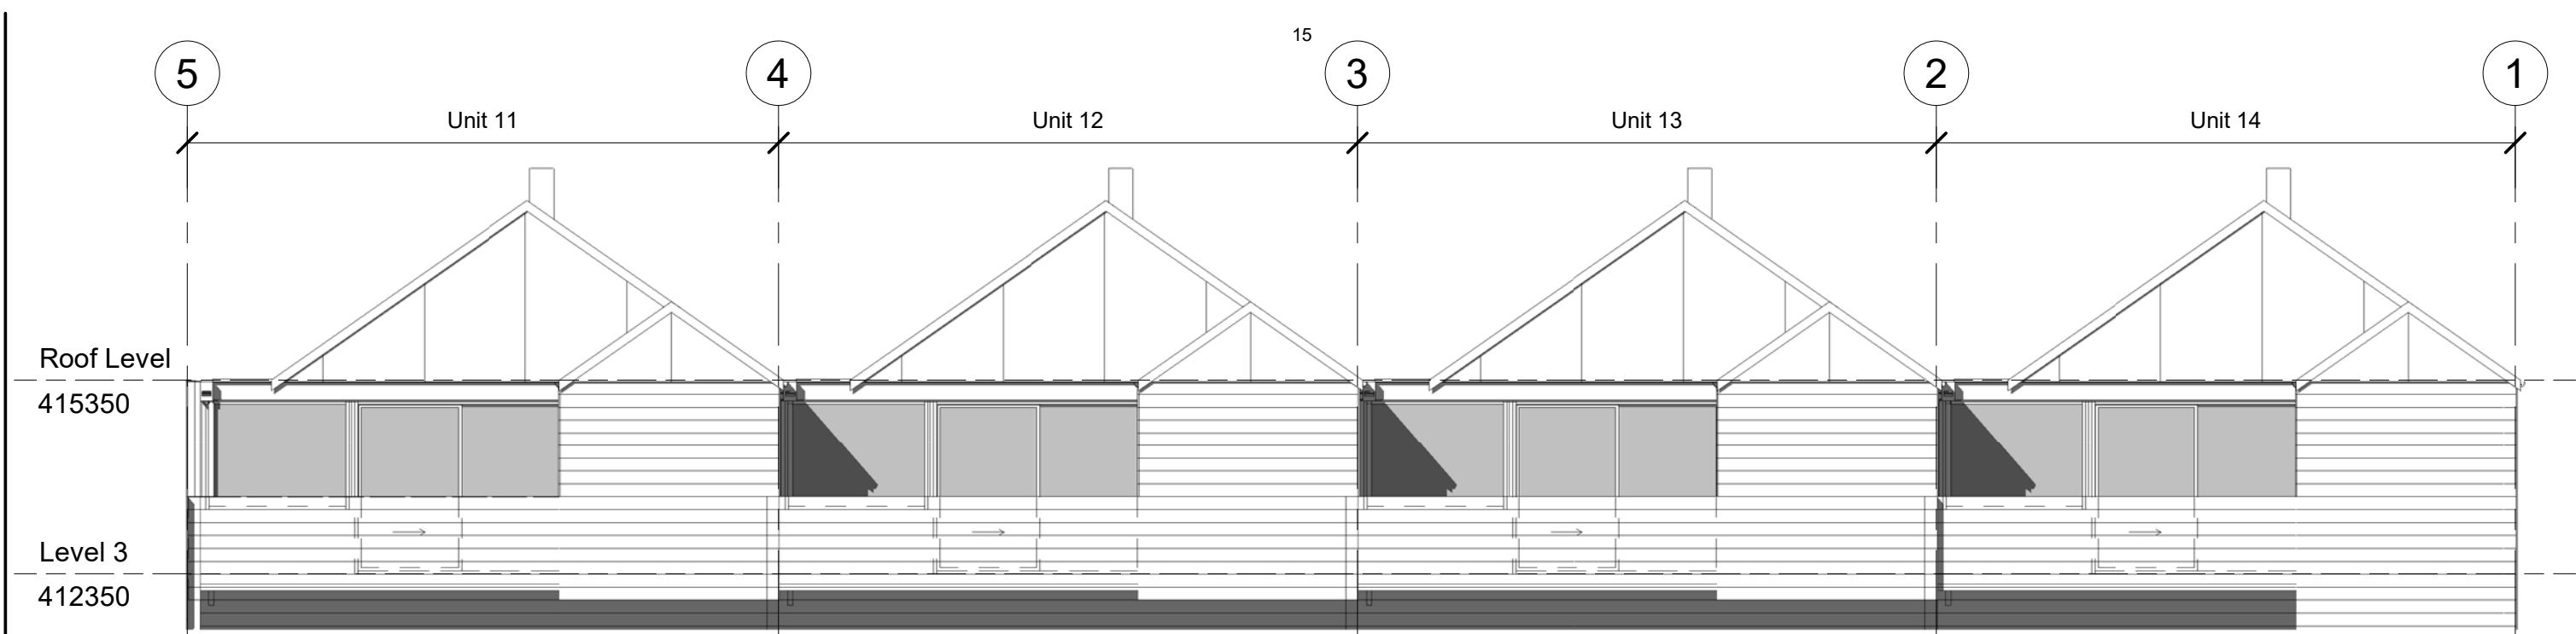 15
5 4 3 2 1
Unit 11 Unit 12 Unit 13 Unit 14
Roof Level
415350
Level 3
412350